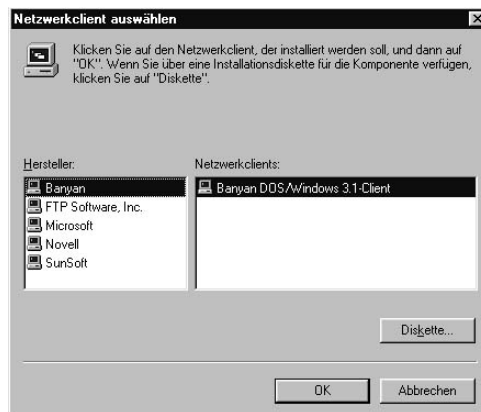 Netzwerkclient auswählen
Klicken Sie auf den Netzwerkclient, der installiert werden soll, und dann auf
"OK". Wenn Sie über eine Installationsdiskette für die Komponente verfügen,
klicken Sie auf "Diskette".
Hersteller:
Banyan
FTP Software, Inc.
Microsoft
Novell
SunSoft
Netzwerkclients:
Banyan DOS/Windows 3.1-Client
Diskette...
OK
Abbrechen